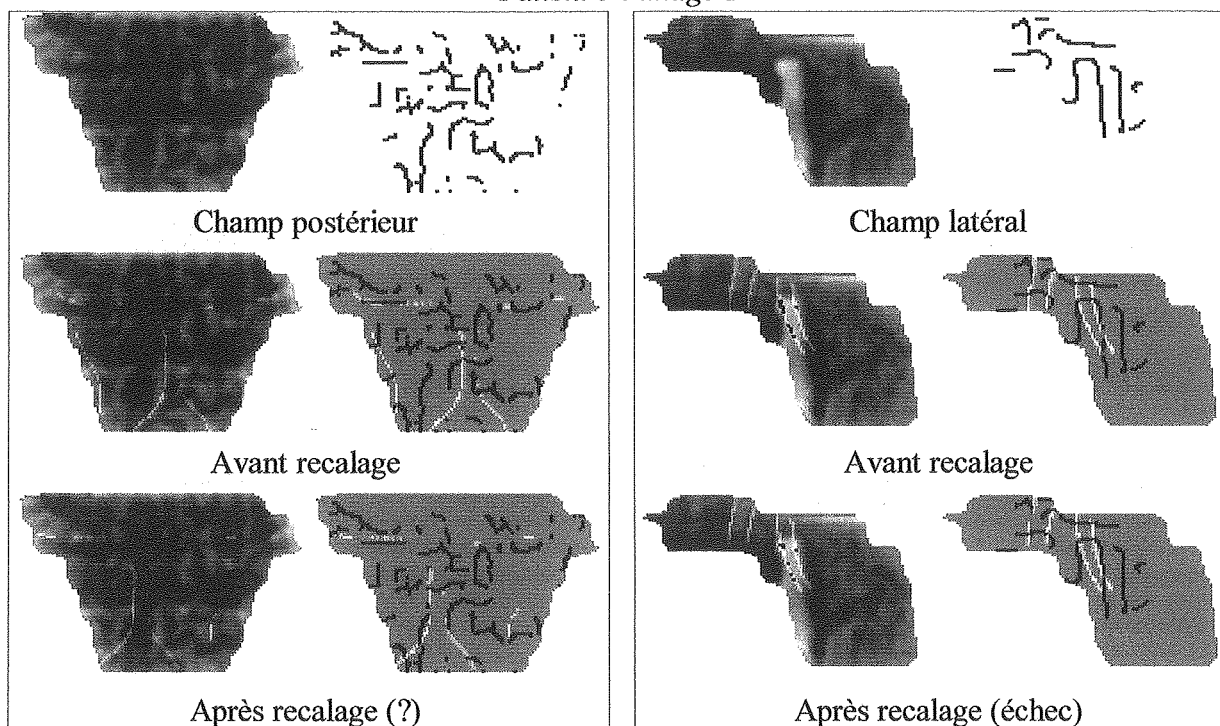 Champ postérieur
Champ latéral
Avant recalage
Avant recalage
Après recalage (?)
Après recalage (échec)